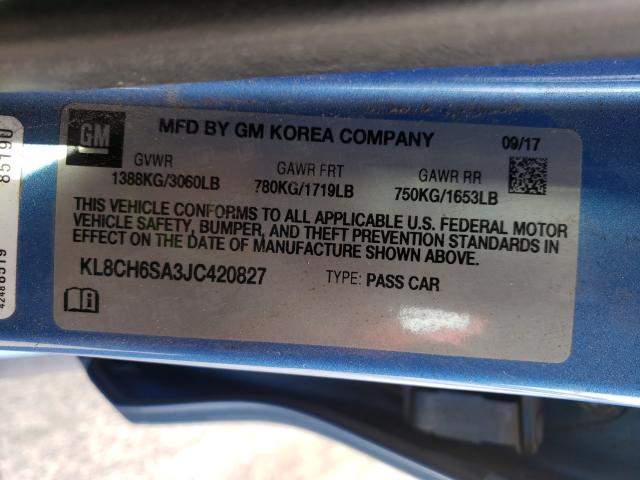 GM
MFD BY GM KOREA COMPANY 09/17
GVWR GAWR FRT GAWR RR
1388KG/3060LB 780KG/1719LB 750KG/1653LB
THIS VEHICLE CONFORMS TO ALL APPLICABLE U.S. FEDERAL MOTOR
VEHICLE SAFETY, BUMPER, AND THEFT PREVENTION STANDARDS IN
EFFECT ON THE DATE OF MANUFACTURE SHOWN ABOVE.
KL8CH6SA3JC420827 TYPE: PASS CAR